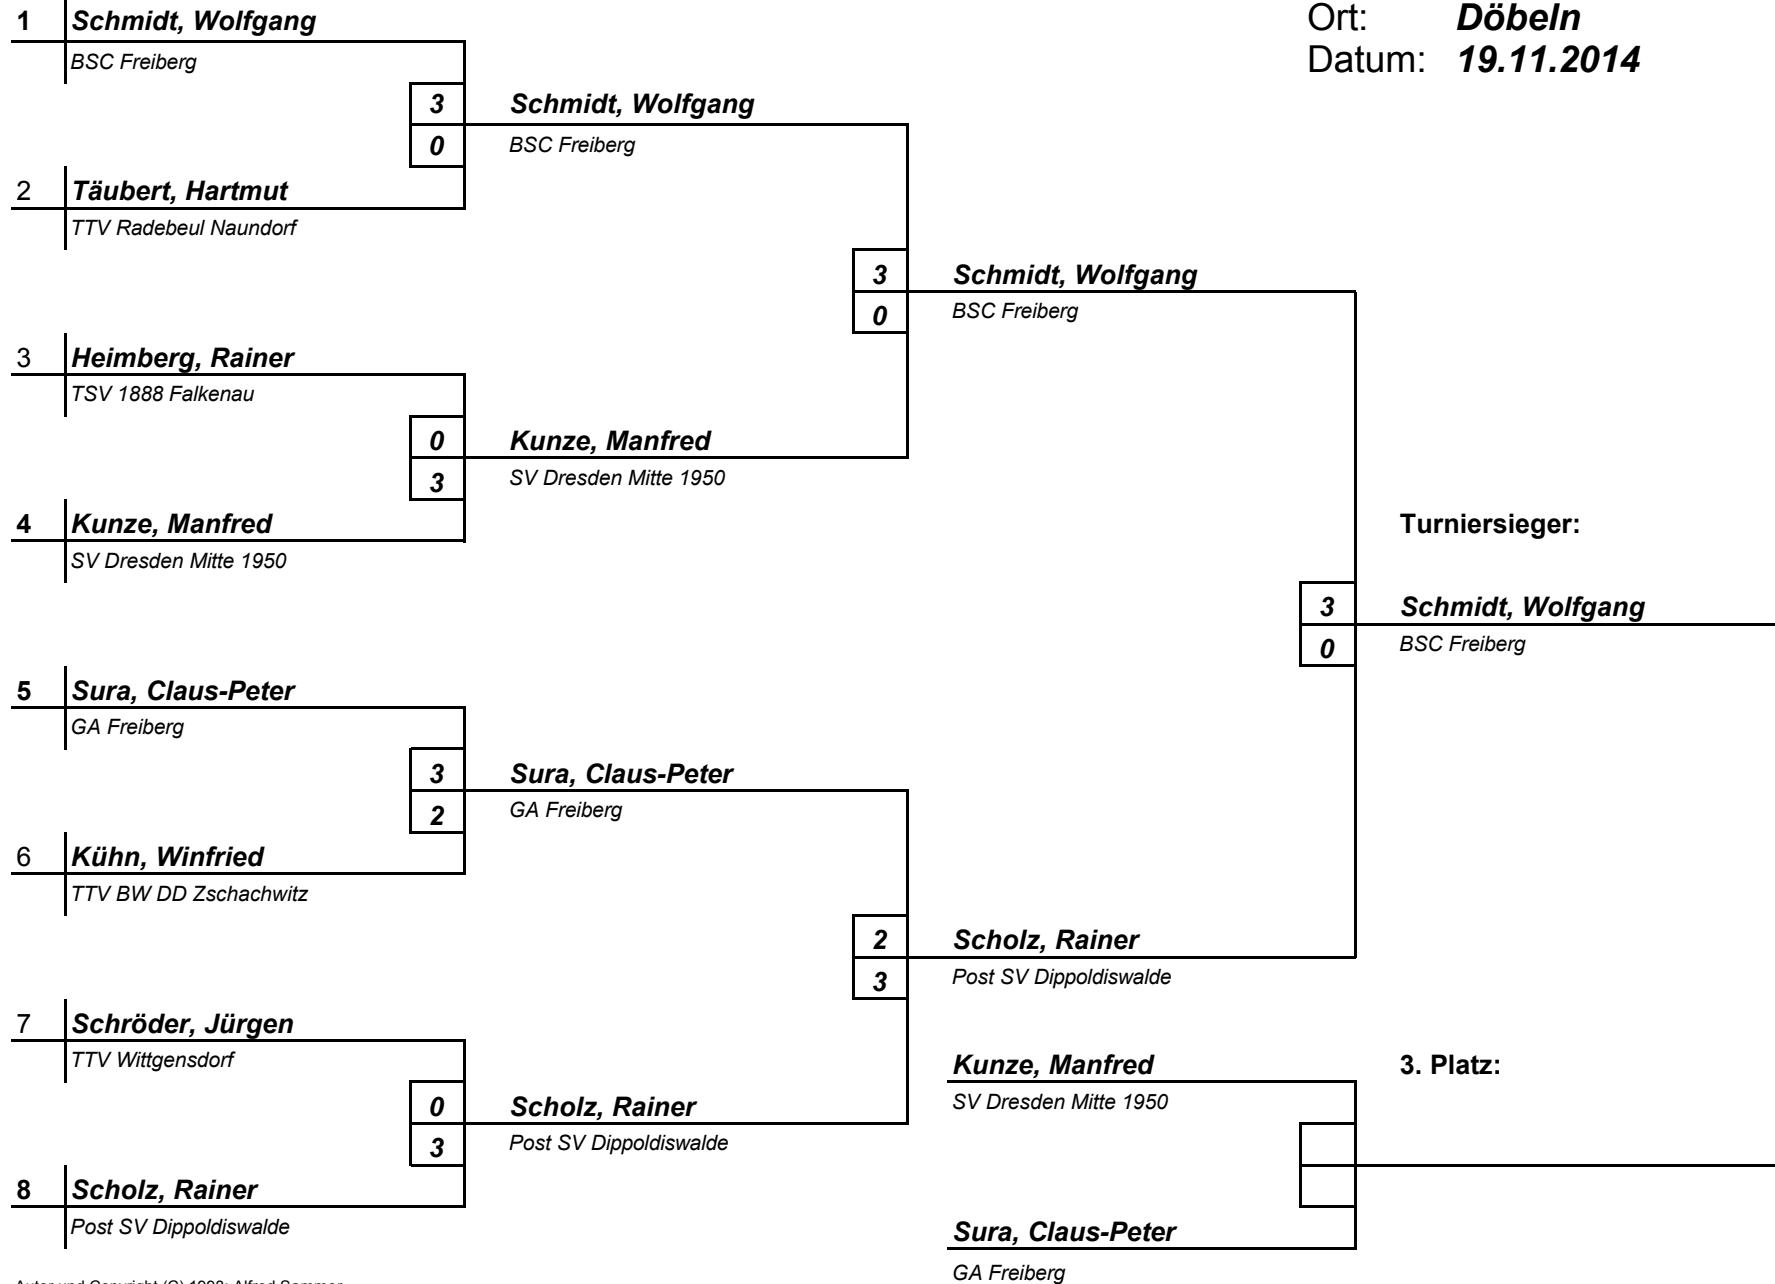 Ort: Döbeln
Datum: 19.11.2014
1 Schmidt, Wolfgang
BSC Freiberg
3 Schmidt, Wolfgang
0 BSC Freiberg
2 Täubert, Hartmut
TTV Radebeul Naundorf
3 Schmidt, Wolfgang
0 BSC Freiberg
3 Heimberg, Rainer
TSV 1888 Falkenau
0 Kunze, Manfred
3 SV Dresden Mitte 1950
4 Kunze, Manfred
SV Dresden Mitte 1950
Turniersieger:
3 Schmidt, Wolfgang
0 BSC Freiberg
5 Sura, Claus-Peter
GA Freiberg
3 Sura, Claus-Peter
2 GA Freiberg
6 Kühn, Winfried
TTV BW DD Zschachwitz
2 Scholz, Rainer
3 Post SV Dippoldiswalde
7 Schröder, Jürgen
TTV Wittgensdorf
0 Scholz, Rainer
3 Post SV Dippoldiswalde
8 Scholz, Rainer
Post SV Dippoldiswalde
Kunze, Manfred
SV Dresden Mitte 1950
3. Platz:
Sura, Claus-Peter
GA Freiberg